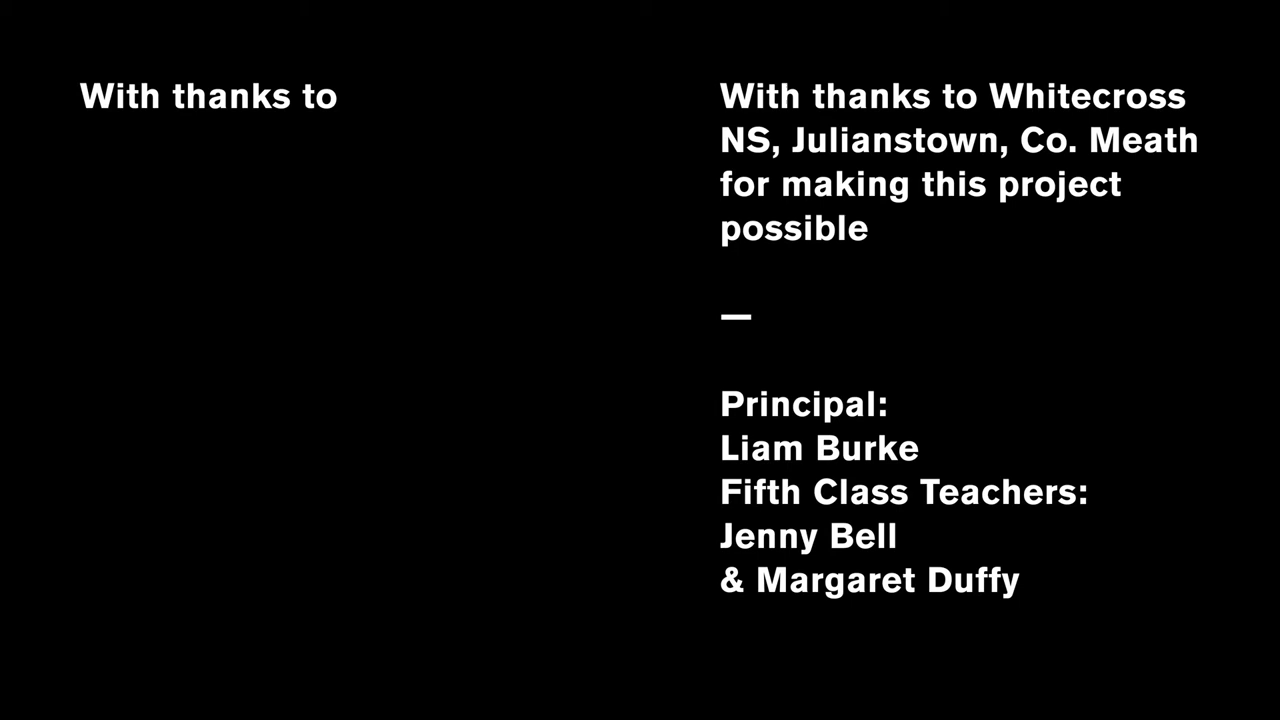 With thanks to
With thanks to Whitecross
NS, Julianstown, Co. Meath
for making this project
possible
—
Principal:
Liam Burke
Fifth Class Teachers:
Jenny Bell
& Margaret Duffy